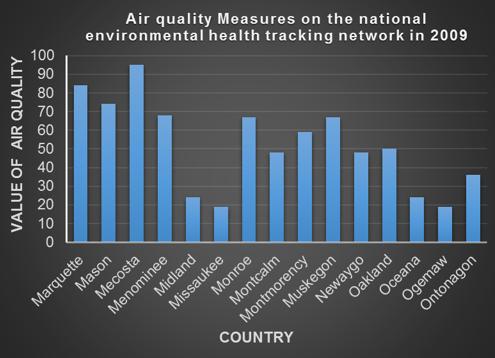 Air quality Measures on the national
environmental health tracking network in 2009
VALUE OF AIR QUALITY
100
90
80
70
60
50
40
30
20
10
0
Marquette
Mason
Mecosta
Menominee
Midland
Missaukee
Monroe
Montcalm
Montmorency
Muskegon
Newaygo
Oakland
Oceana
Ogemaw
Ontonagon
COUNTRY